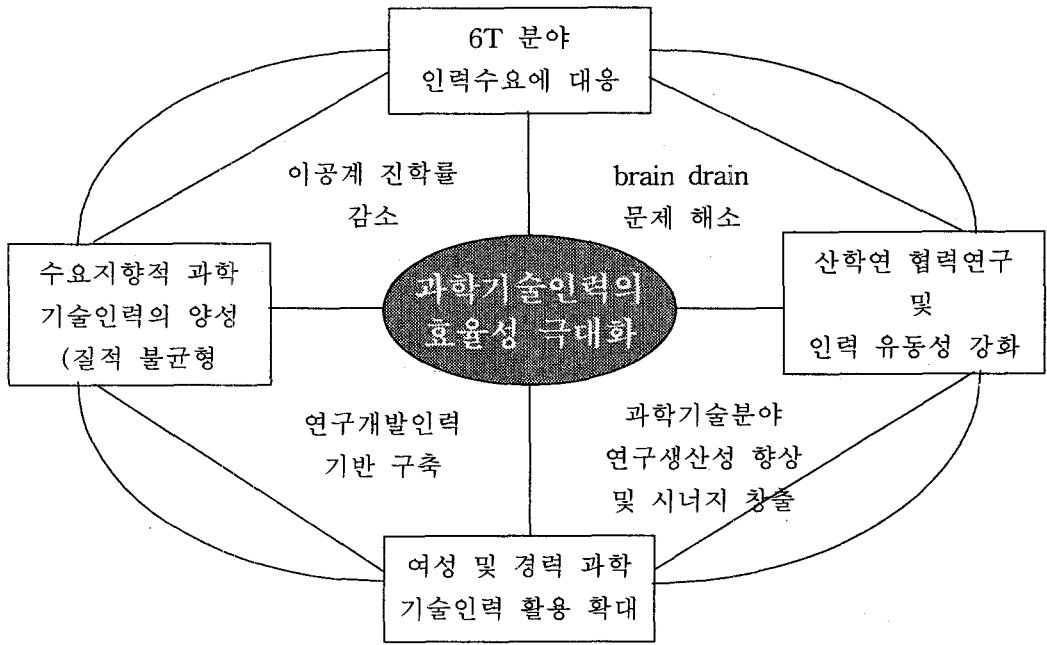 6T 분야
인력수요에 대응
이공계 진학률
감소
brain drain
문제 해소
수요지향적 과학
기술인력의 양성
(질적 불균형
과학기술인력의
효율성 극대화
산학연 협력연구
및
인력 유동성 강화
연구개발인력
기반 구축
과학기술분야
연구생산성 향상
및 시너지 창출
여성 및 경력 과학
기술인력 활용 확대